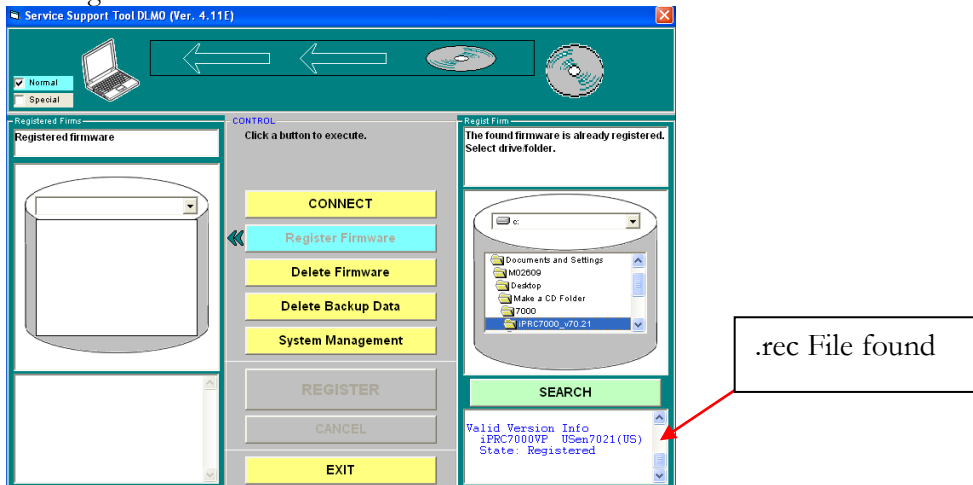 Service Support Tool DLM0 (Ver. 4.11E)
Normal
Special
Registered Firms
Registered firmware
CONTROL
Click a button to execute.
CONNECT
Register Firmware
Delete Firmware
Delete Backup Data
System Management
REGISTER
CANCEL
EXIT
Regist Firm
The found firmware is already registered.
Select drive/folder.
c:
Documents and Settings
M02609
Desktop
Make a CD Folder
7000
iPRC7000_v70.21
SEARCH
Valid Version Info
iPRC7000VP USen7021(US)
State: Registered
.rec File found